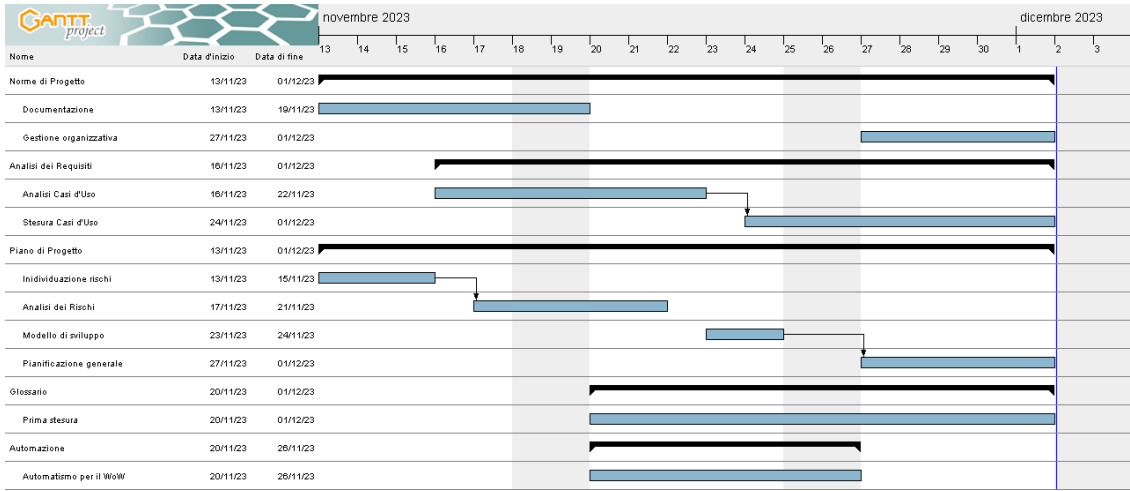 GANTT project
novembre 2023 dicembre 2023
13 14 15 16 17 18 19 20 21 22 23 24 25 26 27 28 29 30 1 2 3
Nome Data d'inizio Data di fine
Norme di Progetto 13/11/23 01/12/23
Documentazione 13/11/23 19/11/23
Gestione organizzativa 27/11/23 01/12/23
Analisi dei Requisiti 16/11/23 01/12/23
Analisi Casi d'Uso 16/11/23 22/11/23
Stesura Casi d'Uso 24/11/23 01/12/23
Piano di Progetto 13/11/23 01/12/23
Inidividuazione rischi 13/11/23 15/11/23
Analisi dei Rischi 17/11/23 21/11/23
Modello di sviluppo 23/11/23 24/11/23
Pianificazione generale 27/11/23 01/12/23
Glossario 20/11/23 01/12/23
Prima stesura 20/11/23 01/12/23
Automazione 20/11/23 26/11/23
Automatismo per il WoW 20/11/23 26/11/23